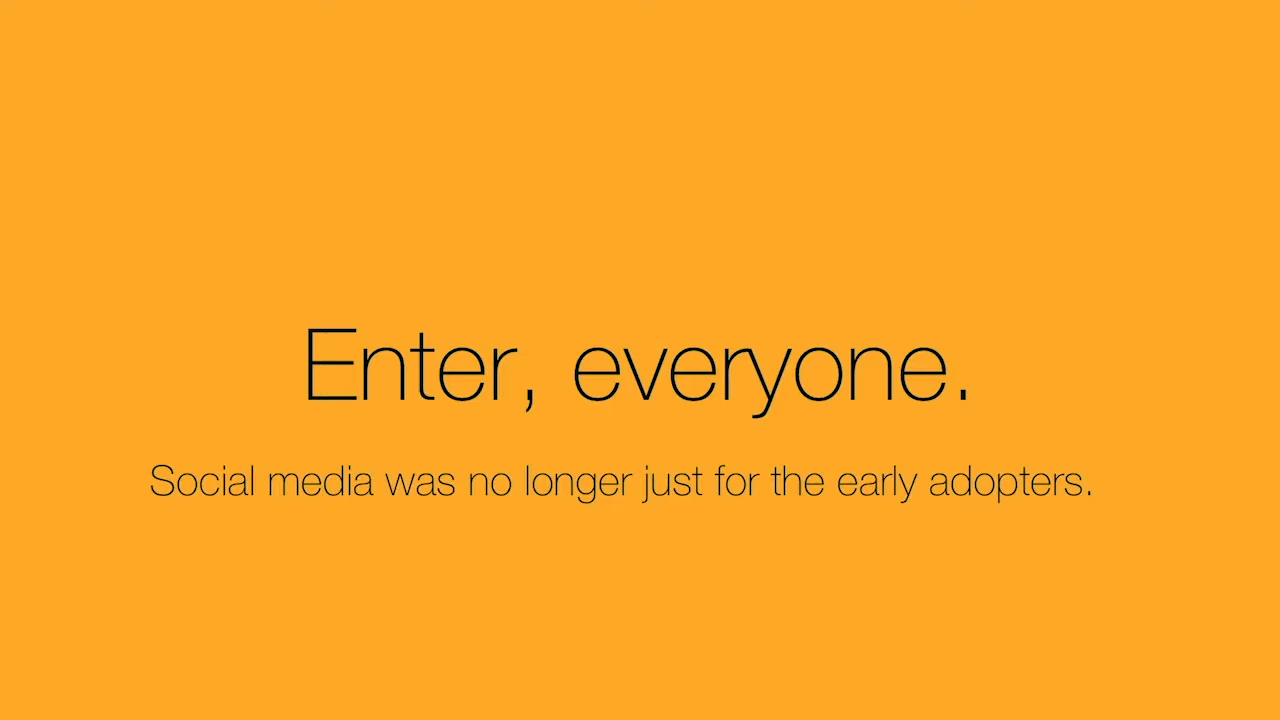 Enter, everyone.
Social media was no longer just for the early adopters.